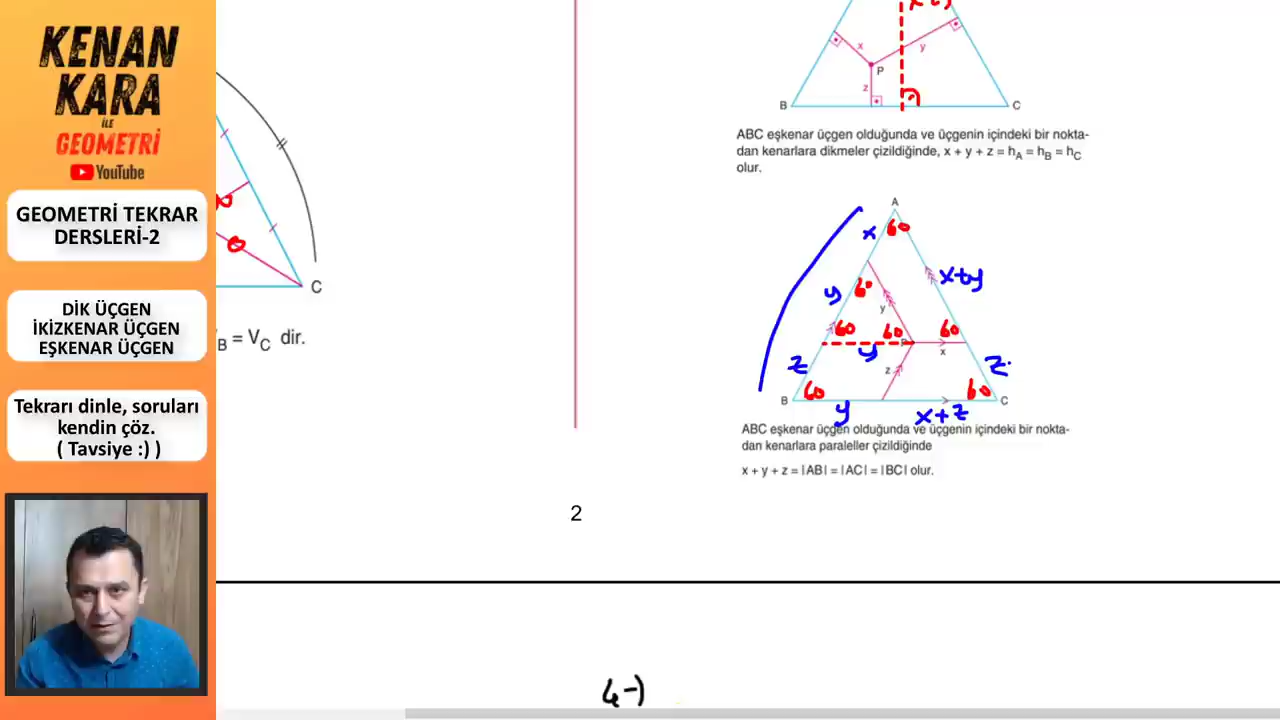 KENAN
KARA
İLE
GEOMETRİ
YouTube
GEOMETRİ TEKRAR
DERSLERİ-2
DİK ÜÇGEN
İKİZKENAR ÜÇGEN
EŞKENAR ÜÇGEN
Tekrarı dinle, soruları
kendin çöz.
( Tavsiye :) )
C
B = VC dir.
x
y
P
z
B
C
ABC eşkenar üçgen olduğunda ve üçgenin içindeki bir nokta-
dan kenarlara dikmeler çizildiğinde, x + y + z = hA = hB = hC
olur.
A
x
60
y
60
x+y
y
60
60
60
y
x
z
z
z
B
60
60
C
y
x+z
ABC eşkenar üçgen olduğunda ve üçgenin içindeki bir nokta-
dan kenarlara paraleller çizildiğinde
x + y + z = |AB| = |AC| = |BC| olur.
2
4-)